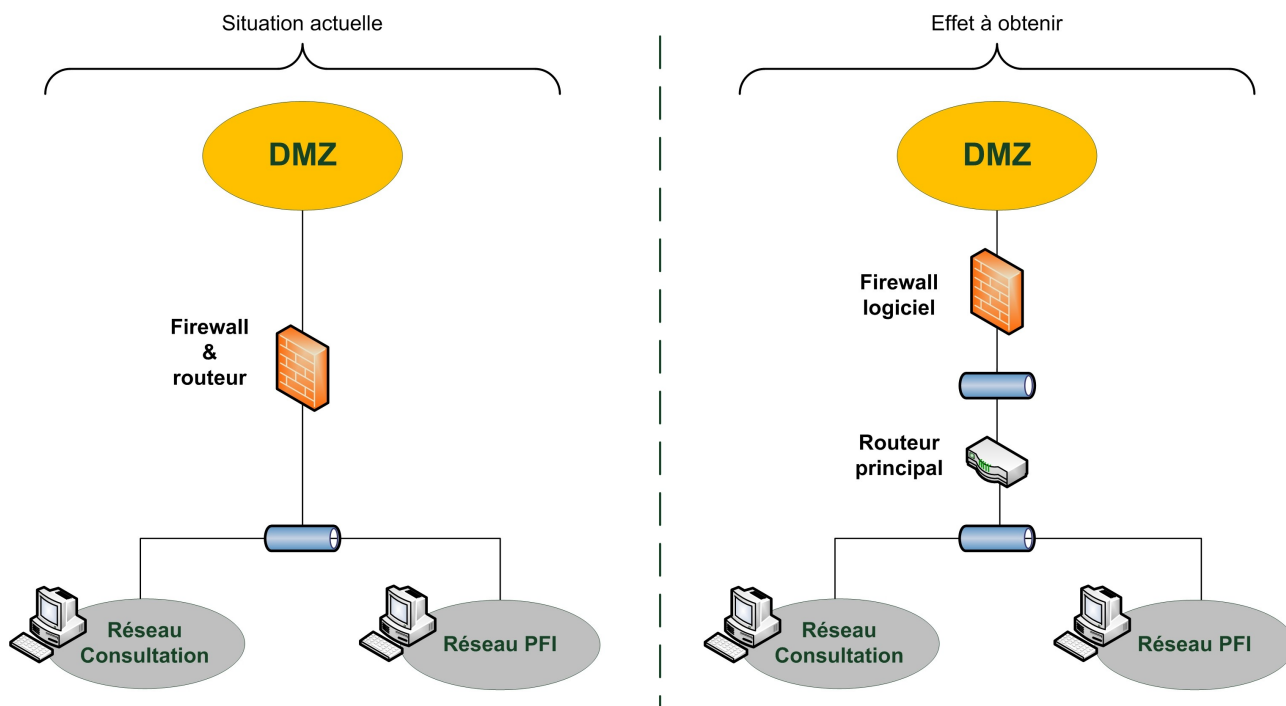 Situation actuelle
DMZ
Firewall
&
routeur
Réseau
Consultation
Réseau PFI
Effet à obtenir
DMZ
Firewall
logiciel
Routeur
principal
Réseau
Consultation
Réseau PFI